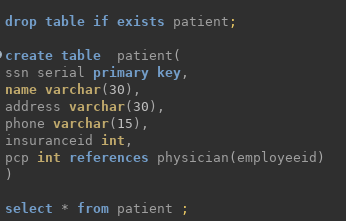 drop table if exists patient;
create table  patient(
ssn serial primary key,
name varchar(30),
address varchar(30),
phone varchar(15),
insuranceid int,
pcp int references physician(employeeid)
)
select * from patient ;